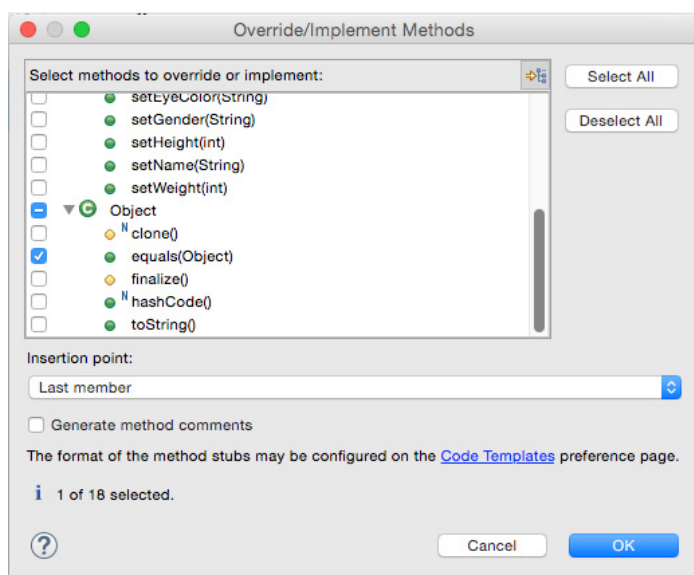 Override/Implement Methods
Select methods to override or implement:
Select All
setEyeColor(String)
setGender(String)
Deselect All
setHeight(int)
setName(String)
setWeight(int)
C Object
N clone()
equals(Object)
finalize()
N hashCode()
toString()
Insertion point:
Last member
Generate method comments
The format of the method stubs may be configured on the Code Templates preference page.
i 1 of 18 selected.
? Cancel OK